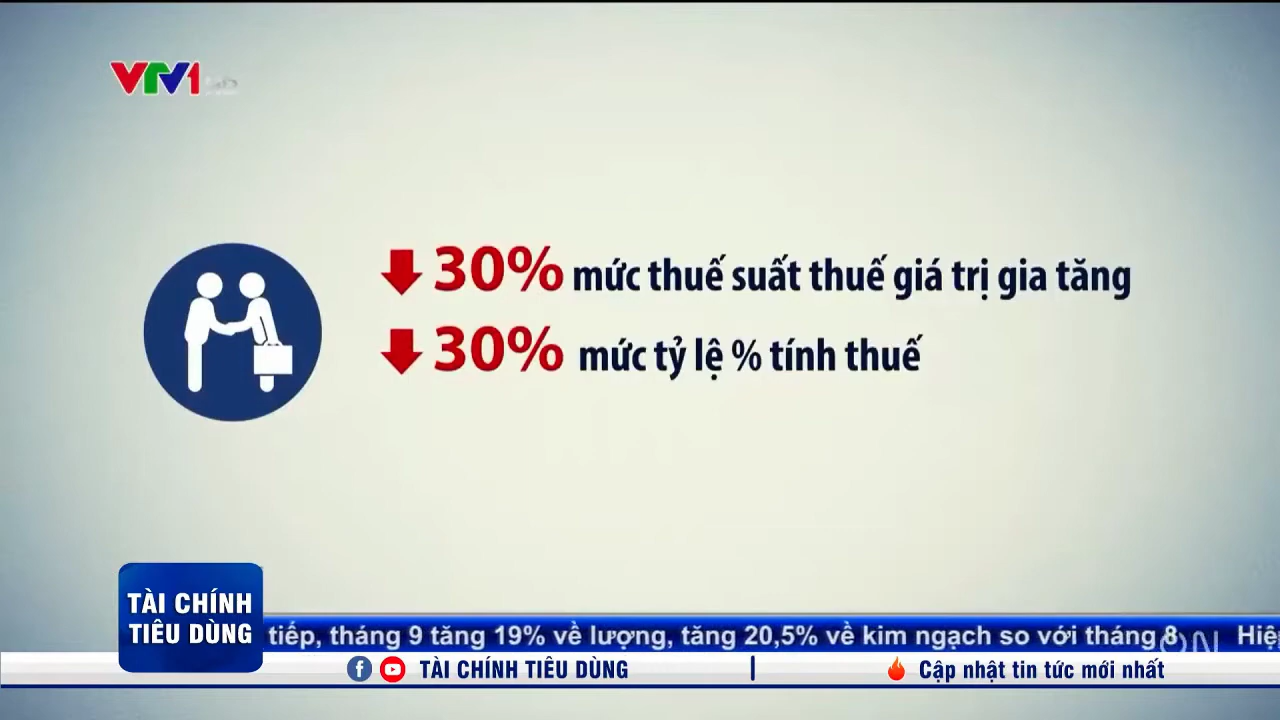 VTV1
30% mức thuế suất thuế giá trị gia tăng
30% mức tỷ lệ % tính thuế
TÀI CHÍNH
TIÊU DÙNG
tiếp, tháng 9 tăng 19% về lượng, tăng 20,5% về kim ngạch so với tháng 8
TÀI CHÍNH TIÊU DÙNG
Cập nhật tin tức mới nhất